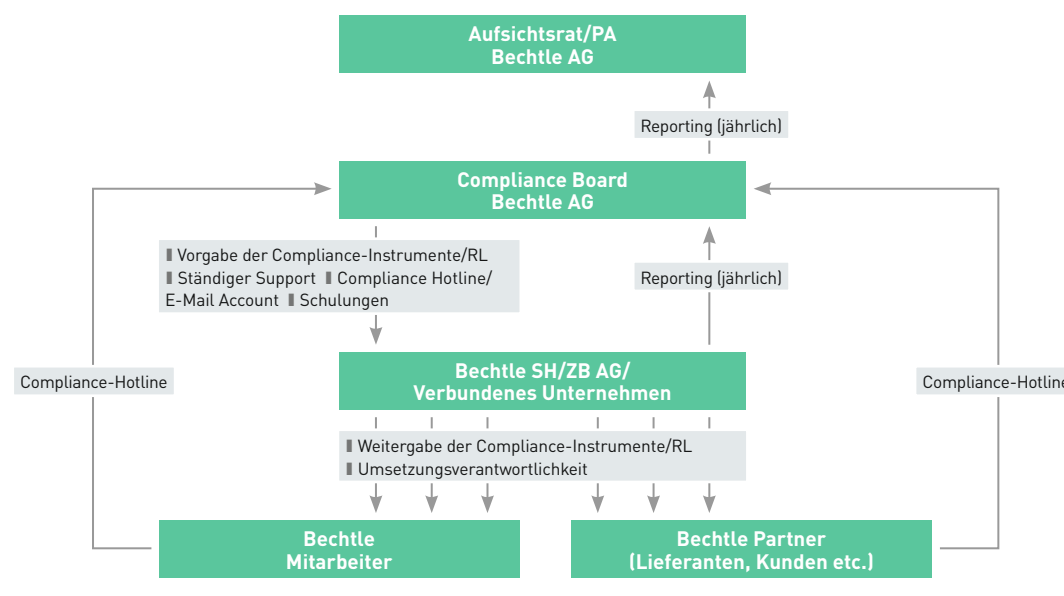 Aufsichtsrat/PA
Bechtle AG
Reporting (jährlich)
Compliance Board
Bechtle AG
Vorgabe der Compliance-Instrumente/RL
Ständiger Support ▮ Compliance Hotline/
E-Mail Account ▮ Schulungen
Reporting (jährlich)
Bechtle SH/ZB AG/
Verbundenes Unternehmen
Compliance-Hotline
Compliance-Hotline
Weitergabe der Compliance-Instrumente/RL
Umsetzungsverantwortlichkeit
Bechtle
Mitarbeiter
Bechtle Partner
(Lieferanten, Kunden etc.)